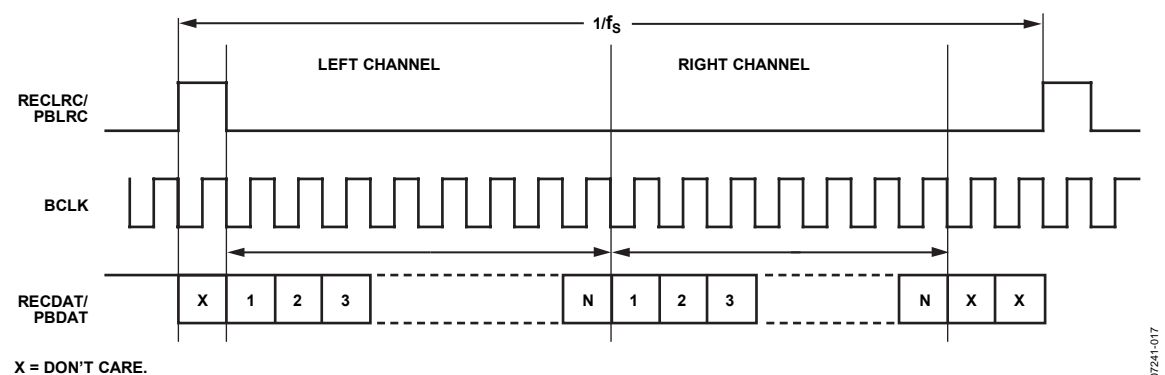 1/fS
LEFT CHANNEL
RIGHT CHANNEL
RECLRC/
PBLRC
BCLK
RECDAT/
PBDAT
X 1 2 3 N 1 2 3 N X X
X = DON'T CARE.
07241-017